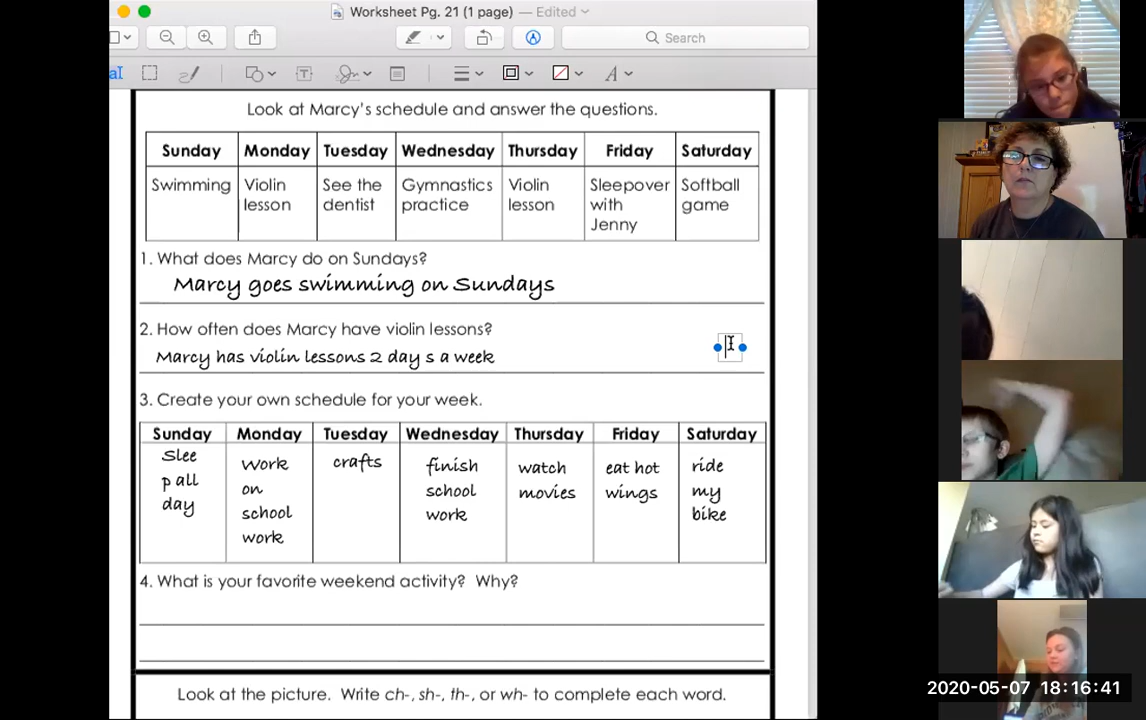 Worksheet Pg. 21 (1 page) — Edited
Search
Look at Marcy's schedule and answer the questions.
Sunday Monday Tuesday Wednesday Thursday Friday Saturday
Swimming Violin lesson See the dentist Gymnastics practice Violin lesson Sleepover with Jenny Softball game
1. What does Marcy do on Sundays?
Marcy goes swimming on Sundays
2. How often does Marcy have violin lessons?
Marcy has violin lessons 2 day s a week
3. Create your own schedule for your week.
Sunday Monday Tuesday Wednesday Thursday Friday Saturday
Slee p all day work on school work crafts finish school work watch movies eat hot wings ride my bike
4. What is your favorite weekend activity? Why?
Look at the picture. Write ch-, sh-, th-, or wh- to complete each word.
2020-05-07 18:16:41